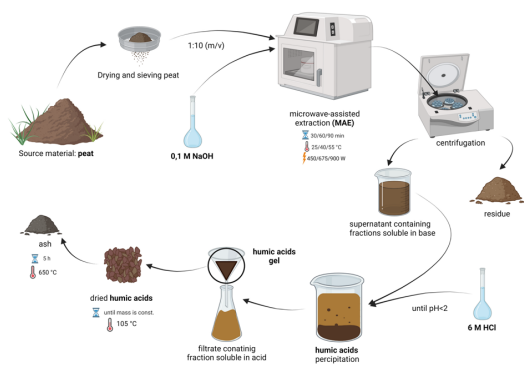 1:10 (m/v)
Drying and sieving peat
Source material: peat
0,1 M NaOH
microwave-assisted
extraction (MAE)
30/60/90 min
25/40/55 °C
450/675/900 W
centrifugation
residue
supernatant containing
fractions soluble in base
until pH<2
6 M HCl
humic acids
percipitation
humic acids
gel
filtrate conating
fraction soluble in acid
dried humic acids
until mass is const.
105 °C
ash
5 h
650 °C